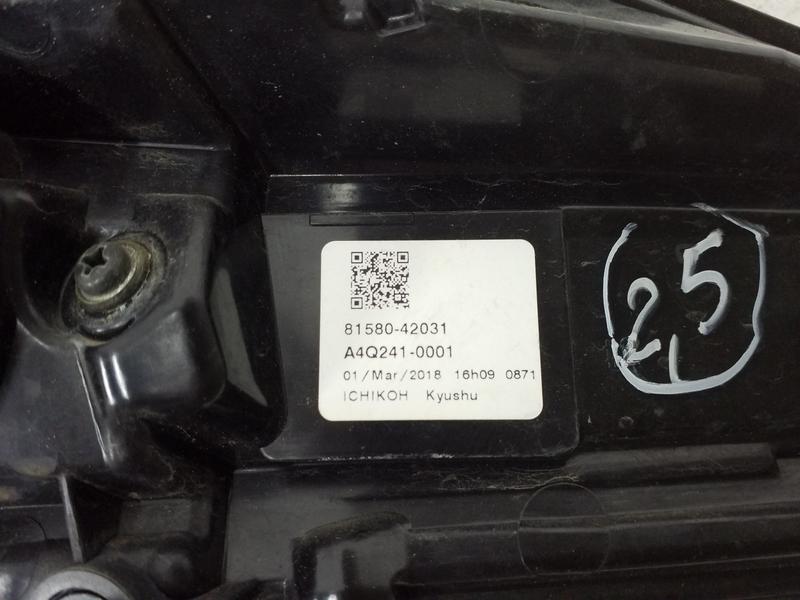 81580-42031
A4Q241-0001
01/Mar/2018 16h09 0871
ICHIKOH Kyushu
25